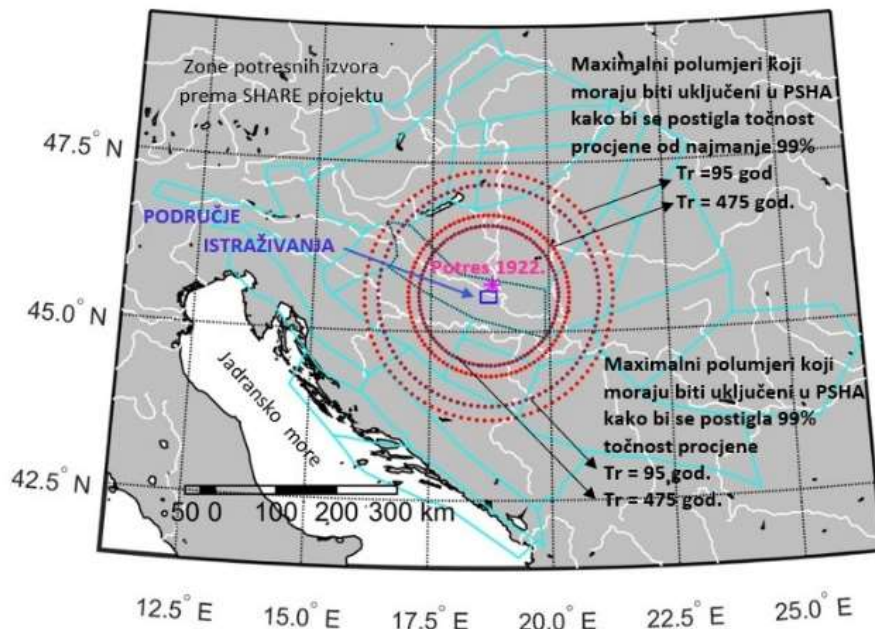 Zone potresnih izvora
prema SHARE projektu
Maximalni polumjeri koji
moraju biti uključeni u PSHA
kako bi se postigla točnost
procjene od najmanje 99%
Tr =95 god
Tr = 475 god.
47.5° N
PODRUČJE
ISTRAŽIVANJA
Potres 1922.
45.0° N
Jadransko more
Maximalni polumjeri koji
moraju biti uključeni u PSHA
kako bi se postigla 99%
točnost procjene
Tr = 95 god.
Tr = 475 god.
42.5° N
50 0 100 200 300 km
12.5° E 15.0° E 17.5° E 20.0° E 22.5° E 25.0° E